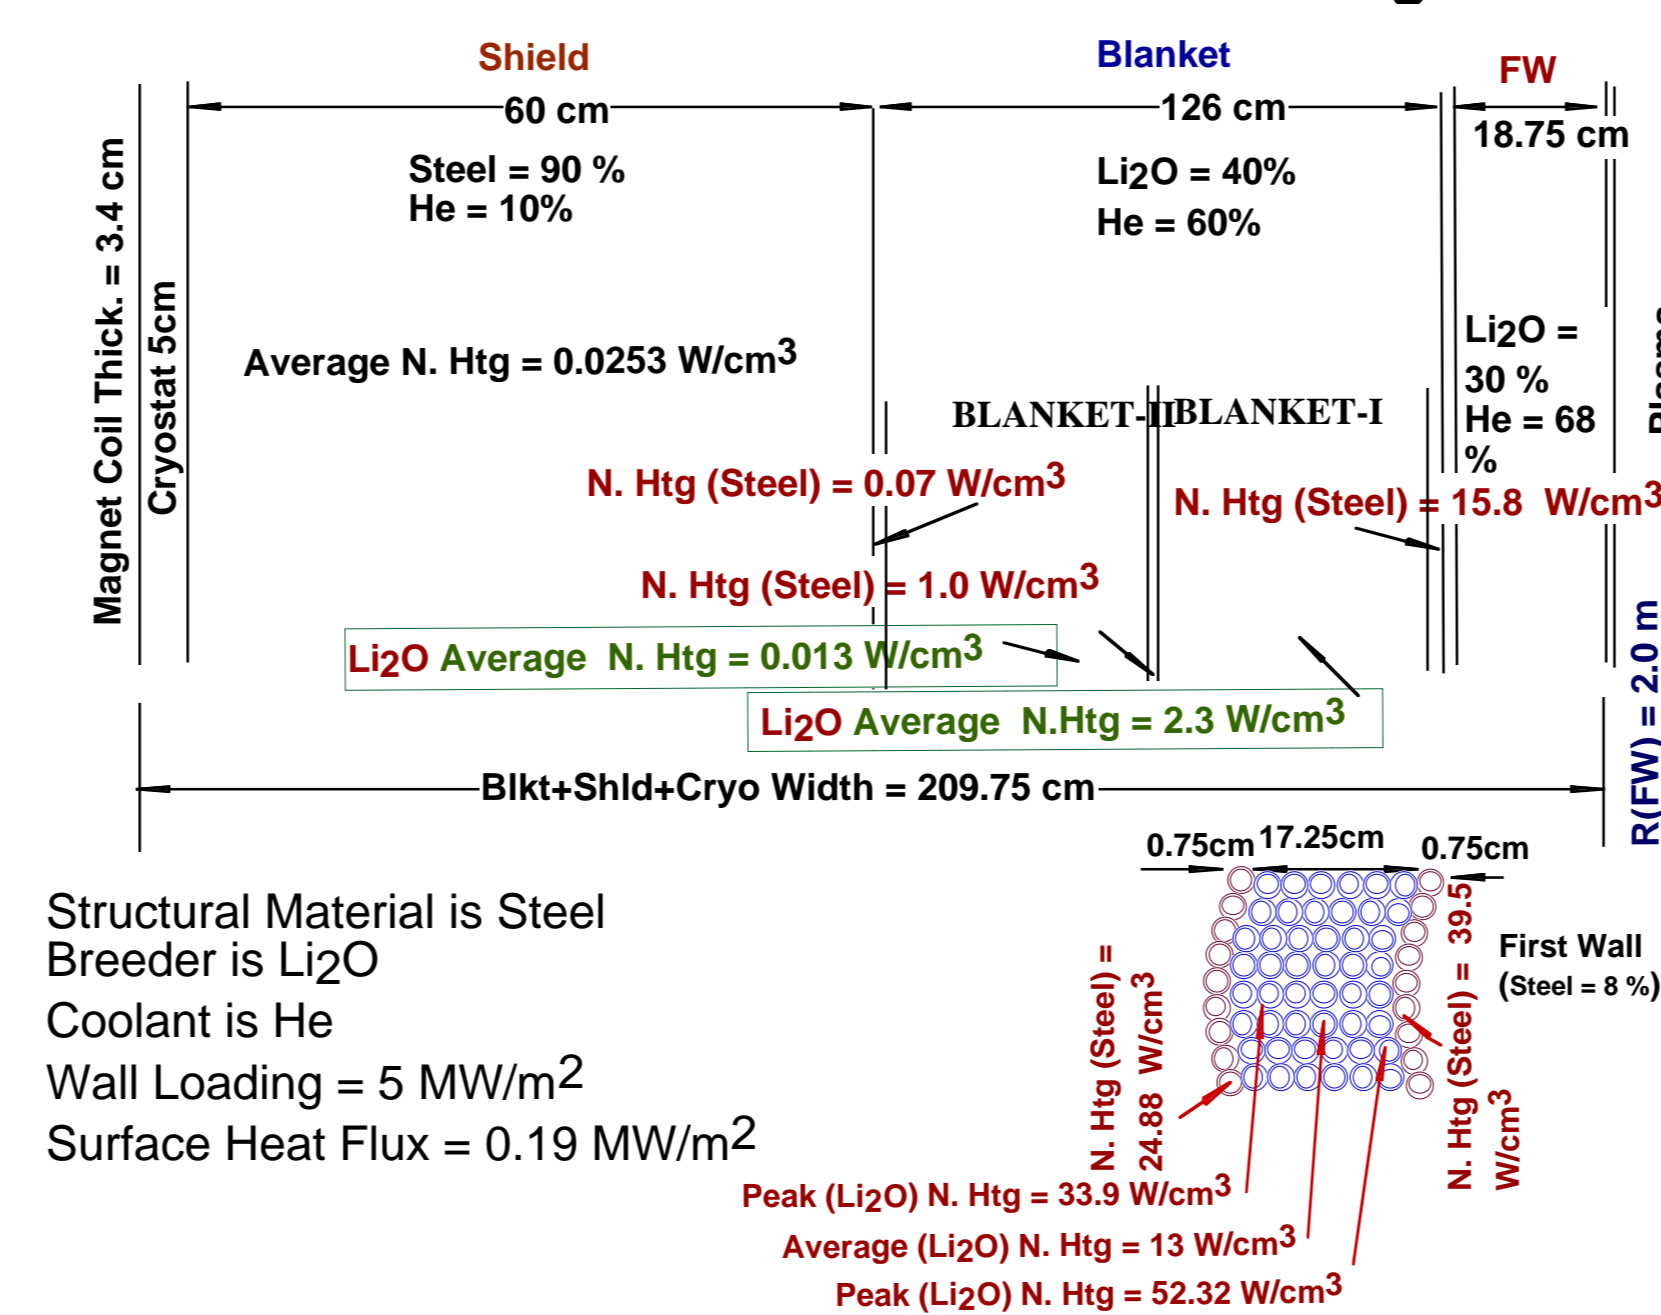 Shield
Blanket
FW
60 cm
126 cm
18.75 cm
Steel = 90 %
He = 10%
Li2O = 40%
He = 60%
Magnet Coil Thick. = 3.4 cm
Cryostat 5cm
Average N. Htg = 0.0253 W/cm3
Li2O =
30 %
He = 68
%
BLANKET-II
BLANKET-I
N. Htg (Steel) = 0.07 W/cm3
N. Htg (Steel) = 15.8 W/cm3
N. Htg (Steel) = 1.0 W/cm3
Li2O Average N. Htg = 0.013 W/cm3
Li2O Average N.Htg = 2.3 W/cm3
R(FW) = 2.0 m
Blkt+Shld+Cryo Width = 209.75 cm
0.75cm
17.25cm
0.75cm
Structural Material is Steel
Breeder is Li2O
Coolant is He
Wall Loading = 5 MW/m2
Surface Heat Flux = 0.19 MW/m2
N. Htg (Steel) =
24.88 W/cm3
N. Htg (Steel) = 39.5
W/cm3
First Wall
(Steel = 8 %)
Peak (Li2O) N. Htg = 33.9 W/cm3
Average (Li2O) N. Htg = 13 W/cm3
Peak (Li2O) N. Htg = 52.32 W/cm3